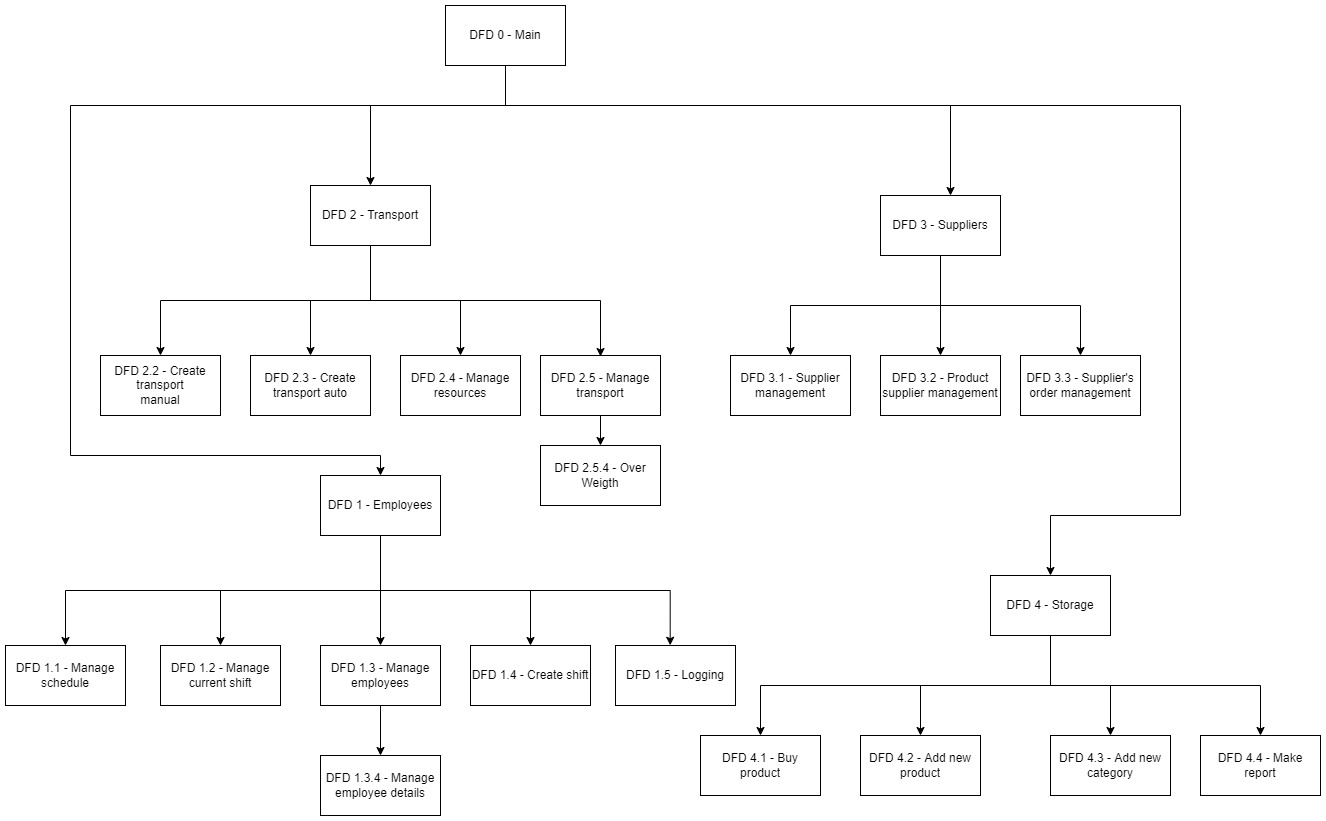 DFD 0 - Main
DFD 2 - Transport
DFD 3 - Suppliers
DFD 2.2 - Create
transport
manual
DFD 2.3 - Create
transport auto
DFD 2.4 - Manage
resources
DFD 2.5 - Manage
transport
DFD 3.1 - Supplier
management
DFD 3.2 - Product
supplier management
DFD 3.3 - Supplier's
order management
DFD 2.5.4 - Over
Weigth
DFD 1 - Employees
DFD 4 - Storage
DFD 1.1 - Manage
schedule
DFD 1.2 - Manage
current shift
DFD 1.3 - Manage
employees
DFD 1.4 - Create shift
DFD 1.5 - Logging
DFD 4.1 - Buy
product
DFD 4.2 - Add new
product
DFD 4.3 - Add new
category
DFD 4.4 - Make
report
DFD 1.3.4 - Manage
employee details